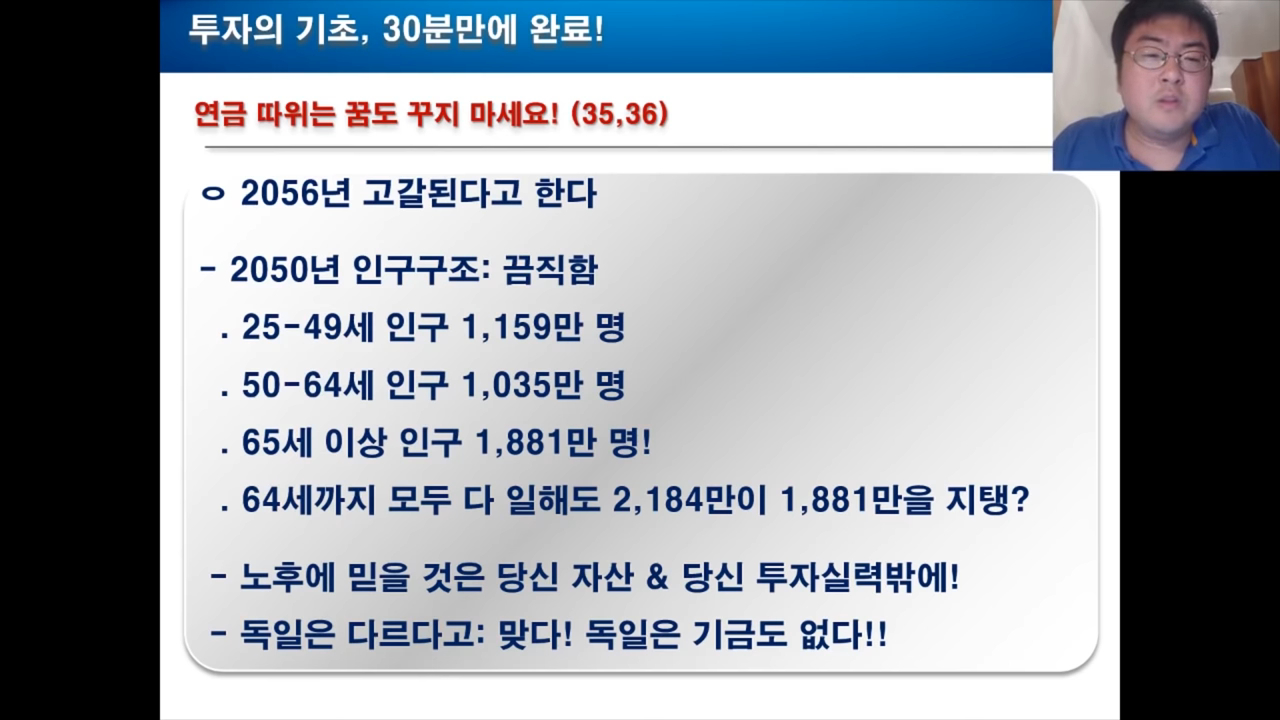 투자의 기초, 30분만에 완료!
연금 따위는 꿈도 꾸지 마세요! (35,36)
ㅇ 2056년 고갈된다고 한다
- 2050년 인구구조: 끔직함
. 25-49세 인구 1,159만 명
. 50-64세 인구 1,035만 명
. 65세 이상 인구 1,881만 명!
. 64세까지 모두 다 일해도 2,184만이 1,881만을 지탱?
- 노후에 믿을 것은 당신 자산 & 당신 투자실력밖에!
- 독일은 다르다고: 맞다! 독일은 기금도 없다!!